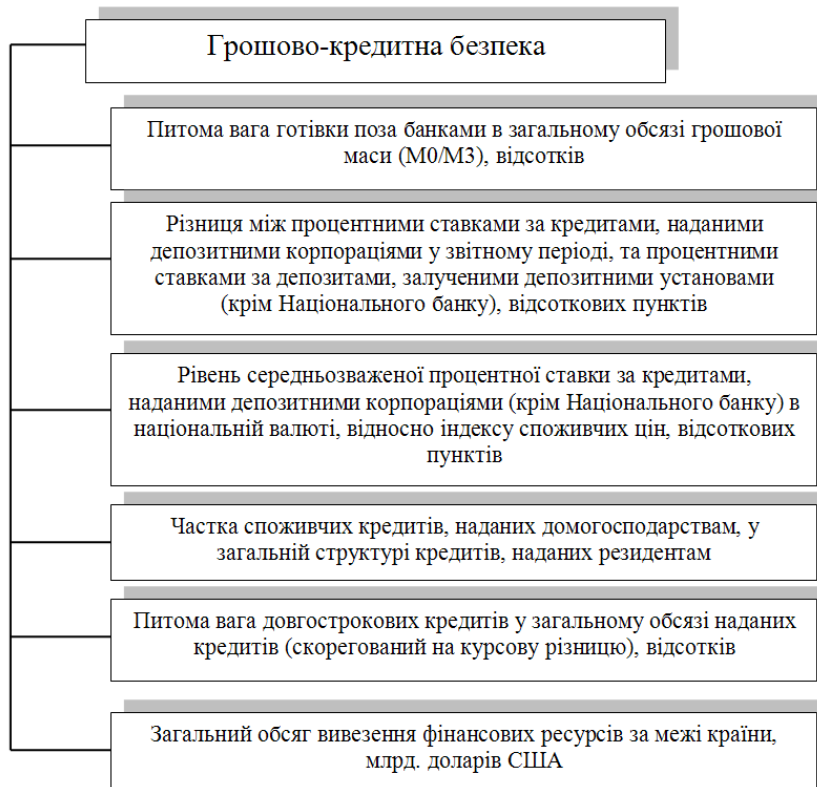 Грошово-кредитна безпека
Питома вага готівки поза банками в загальному обсязі грошової
маси (М0/М3), відсотків
Різниця між процентними ставками за кредитами, наданими
депозитними корпораціями у звітному періоді, та процентними
ставками за депозитами, залученими депозитними установами
(крім Національного банку), відсоткових пунктів
Рівень середньозваженої процентної ставки за кредитами,
наданими депозитними корпораціями (крім Національного банку) в
національній валюті, відносно індексу споживчих цін, відсоткових
пунктів
Частка споживчих кредитів, наданих домогосподарствам, у
загальній структурі кредитів, наданих резидентам
Питома вага довгострокових кредитів у загальному обсязі наданих
кредитів (скорегований на курсову різницю), відсотків
Загальний обсяг вивезення фінансових ресурсів за межі країни,
млрд. доларів США